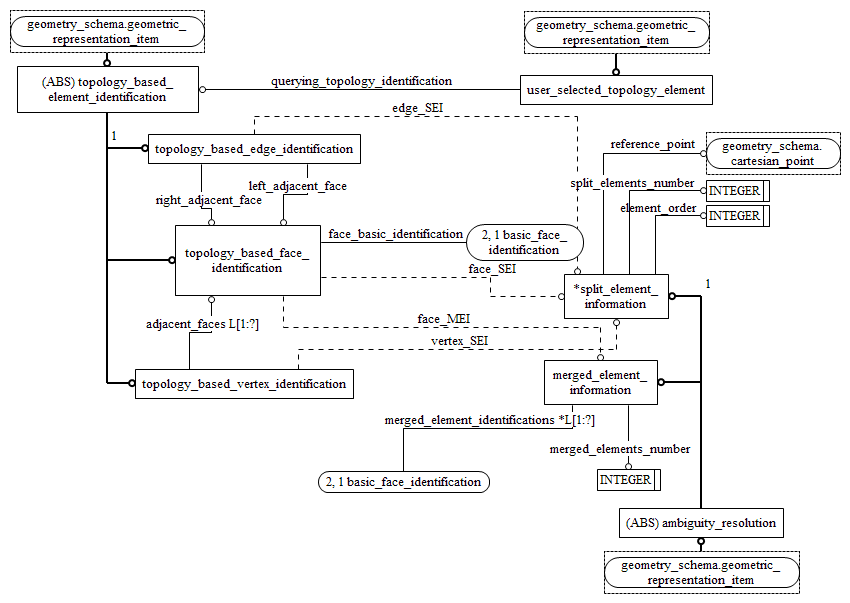 geometry_schema.geometric_
representation_item
geometry_schema.geometric_
representation_item
(ABS) topology_based_
element_identification
querying_topology_identification
user_selected_topology_element
edge_SEI
1
topology_based_edge_identification
reference_point
geometry_schema.
cartesian_point
left_adjacent_face
right_adjacent_face
split_elements_number
INTEGER
element_order
INTEGER
topology_based_face_
identification
face_basic_identification
2, 1 basic_face_
identification
face_SEI
*split_element_
information
1
adjacent_faces L[1:?]
face_MEI
vertex_SEI
topology_based_vertex_identification
merged_element_
information
merged_element_identifications *L[1:?]
merged_elements_number
2, 1 basic_face_identification
INTEGER
(ABS) ambiguity_resolution
geometry_schema.geometric_
representation_item